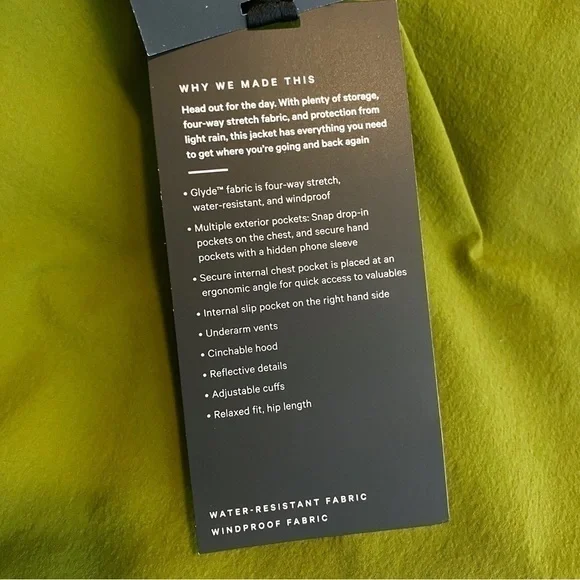 WHY WE MADE THIS
Head out for the day. With plenty of storage,
four-way stretch fabric, and protection from
light rain, this jacket has everything you need
to get where you're going and back again
• Glyde™ fabric is four-way stretch,
water-resistant, and windproof
• Multiple exterior pockets: Snap drop-in
pockets on the chest, and secure hand
pockets with a hidden phone sleeve
• Secure internal chest pocket is placed at an
ergonomic angle for quick access to valuables
• Internal slip pocket on the right hand side
• Underarm vents
• Cinchable hood
• Reflective details
• Adjustable cuffs
• Relaxed fit, hip length
WATER-RESISTANT FABRIC
WINDPROOF FABRIC